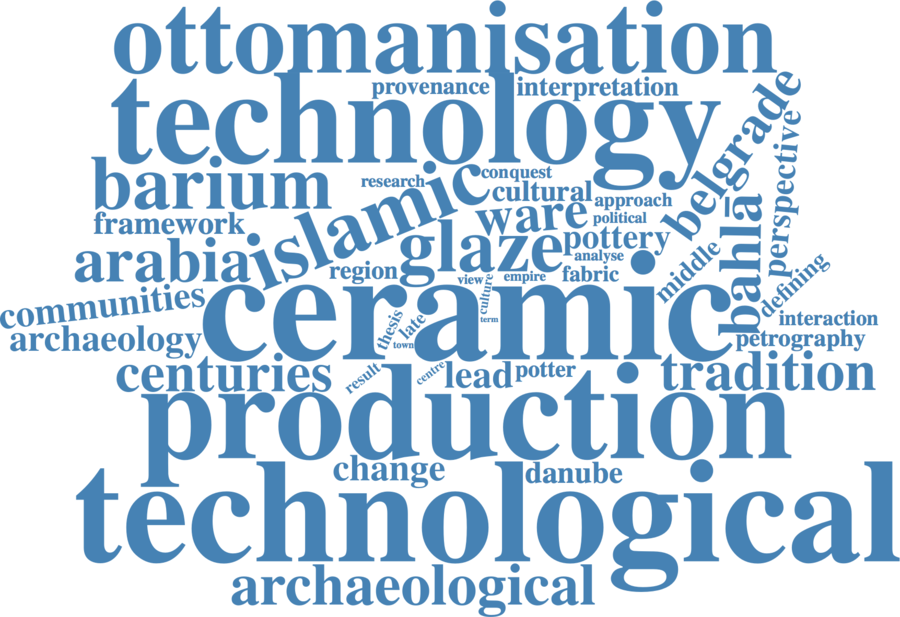 ottomanisation
provenance
interpretation
technology
belgrade
perspective
barium
research
islamic
conquest
cultural
approach
framework
ware
political
arabia
region
glaze
pottery
analyse
fabric
middle
bahlā
defining
view
culture
empire
communities
ceramic
term
interaction
archaeology
thesis
late
town
petrography
centuries
result
centre
lead
potter
tradition
production
change
danube
technological
archaeological